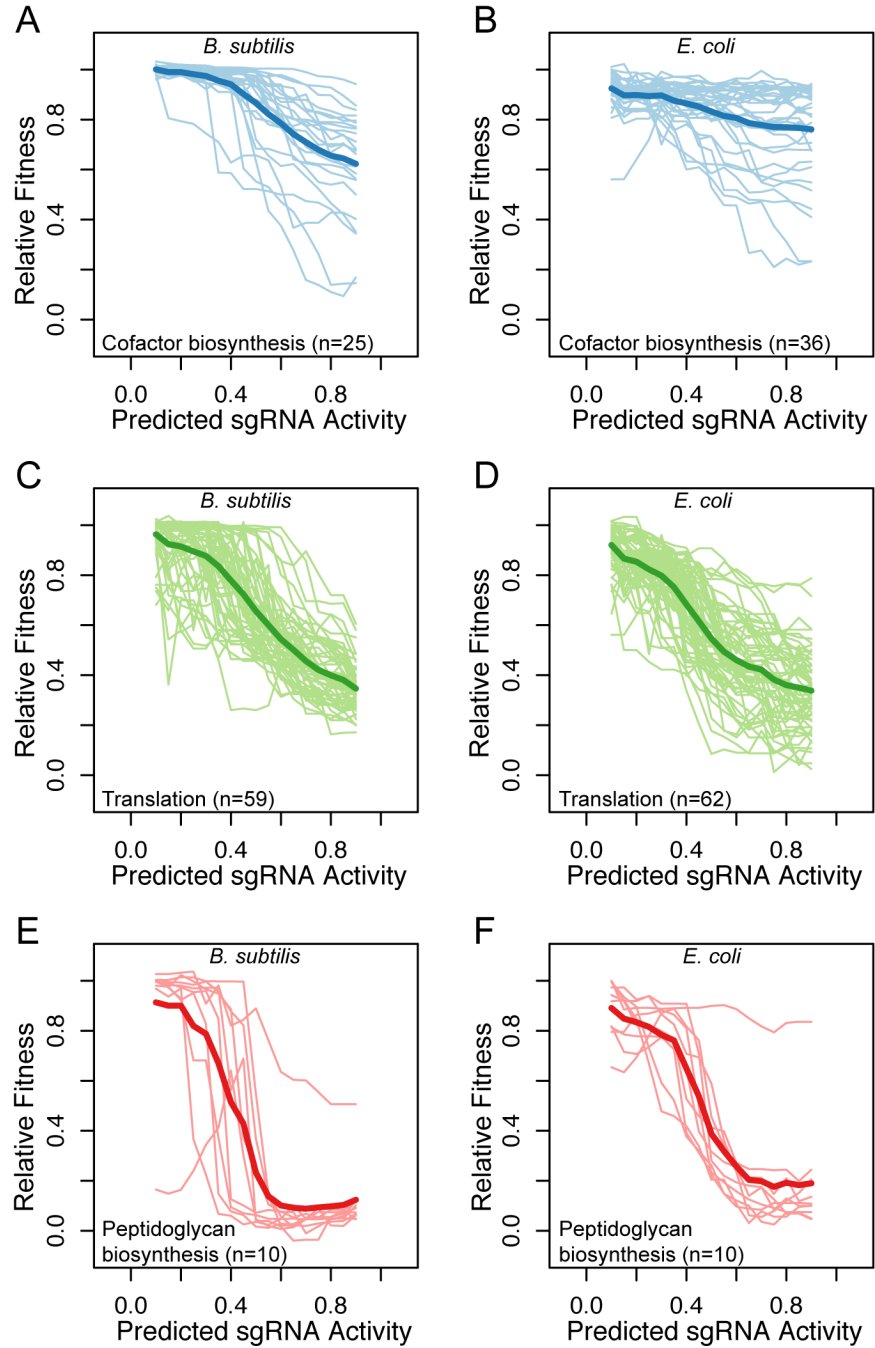 A
B. subtilis
Relative Fitness
0.0 0.4 0.8
Cofactor biosynthesis (n=25)
0.0 0.4 0.8
Predicted sgRNA Activity
B
E. coli
Relative Fitness
0.0 0.4 0.8
Cofactor biosynthesis (n=36)
0.0 0.4 0.8
Predicted sgRNA Activity
C
B. subtilis
Relative Fitness
0.0 0.4 0.8
Translation (n=59)
0.0 0.4 0.8
Predicted sgRNA Activity
D
E. coli
Relative Fitness
0.0 0.4 0.8
Translation (n=62)
0.0 0.4 0.8
Predicted sgRNA Activity
E
B. subtilis
Relative Fitness
0.0 0.4 0.8
Peptidoglycan
biosynthesis (n=10)
0.0 0.4 0.8
Predicted sgRNA Activity
F
E. coli
Relative Fitness
0.0 0.4 0.8
Peptidoglycan
biosynthesis (n=10)
0.0 0.4 0.8
Predicted sgRNA Activity